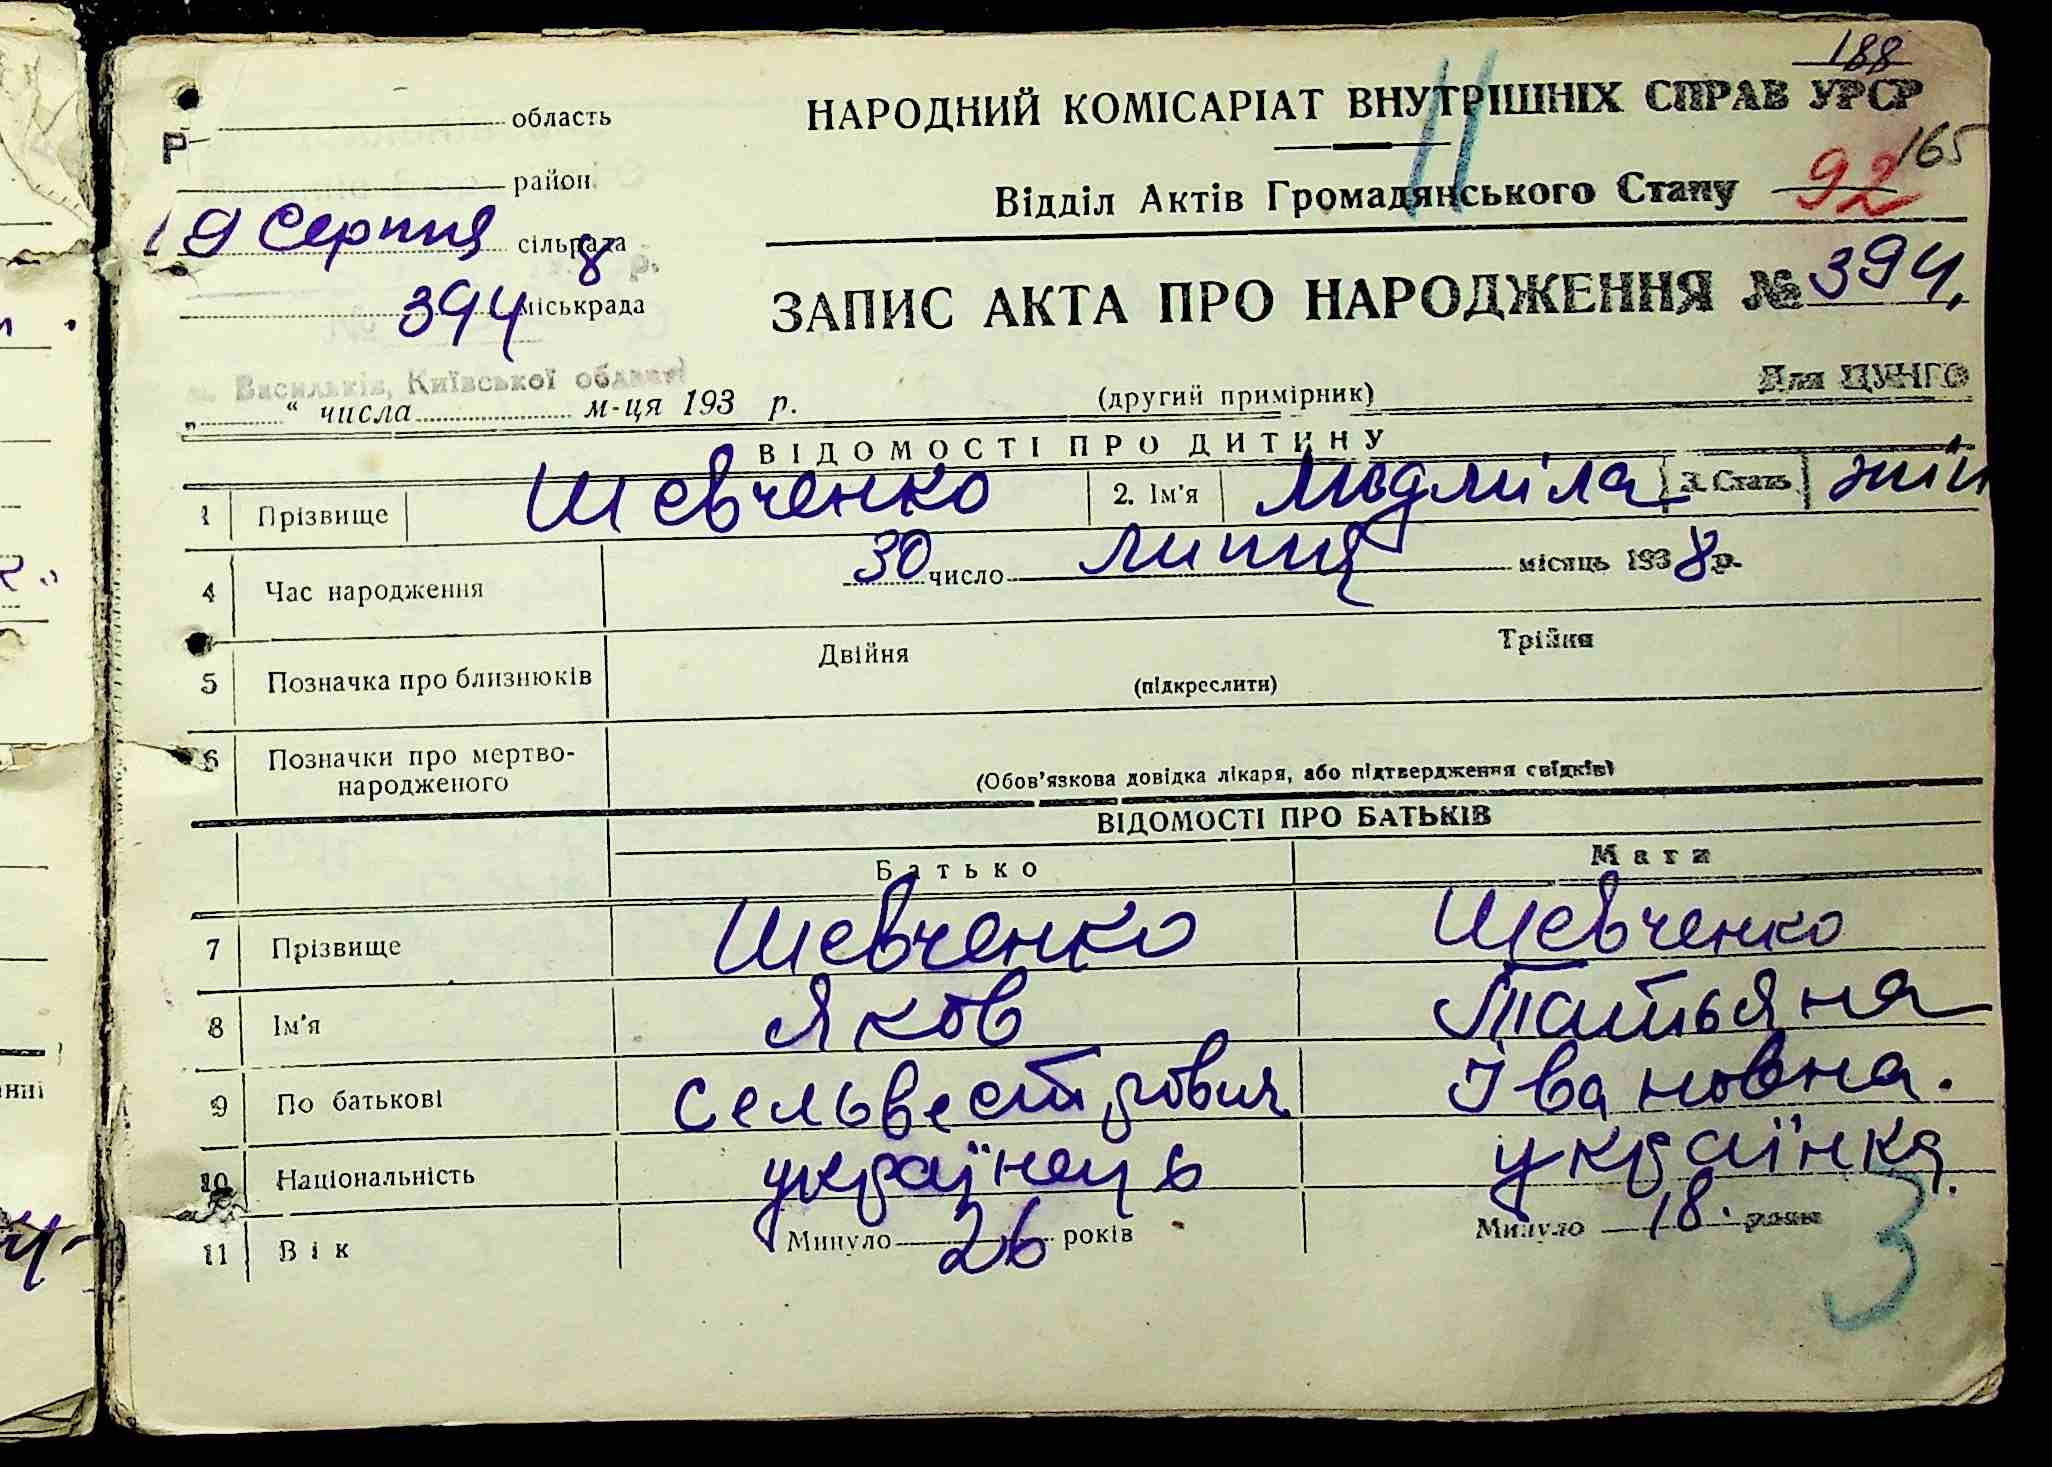 188
область
НАРОДНИЙ КОМІСАРІАТ ВНУТРІШНІХ СПРАВ УРСР
11
Р
165
район
Відділ Актів Громадянського Стану 92
19 Серпня сільрада
8 р.
394 міськрада
ЗАПИС АКТА ПРО НАРОДЖЕННЯ № 394.
м. Васильків, Київської області
„ “ числа м-ця 193 р.
(другий примірник)
Для ЦУНГО
ВІДОМОСТІ ПРО ДИТИНУ
1 Прізвище Шевченко 2. Ім'я Людміла 3. Стать жін
4 Час народження 30 число липня місяць 1938 р.
5 Позначка про близнюків Двійня Трійня
(підкреслити)
6 Позначки про мертво-
народженого
(Обов'язкова довідка лікаря, або підтвердження свідків)
ВІДОМОСТІ ПРО БАТЬКІВ
Батько Мати
7 Прізвище Шевченко Шевченко
8 Ім'я Яков Татьяна
9 По батькові Сельвестрович Івановна.
10 Національність українець українка.
11 Вік Минуло 26 років Минуло 18. років
3